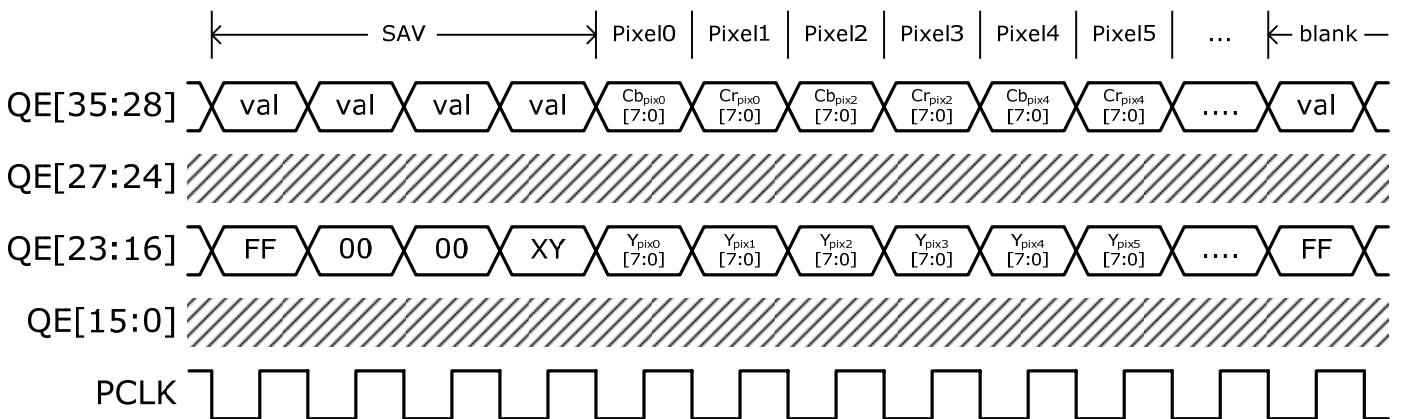 SAV Pixel0 Pixel1 Pixel2 Pixel3 Pixel4 Pixel5 ... blank
QE[35:28] val val val val Cbpix0 [7:0] Crpix0 [7:0] Cbpix2 [7:0] Crpix2 [7:0] Cbpix4 [7:0] Crpix4 [7:0] .... val
QE[27:24]
QE[23:16] FF 00 00 XY Ypix0 [7:0] Ypix1 [7:0] Ypix2 [7:0] Ypix3 [7:0] Ypix4 [7:0] Ypix5 [7:0] .... FF
QE[15:0]
PCLK